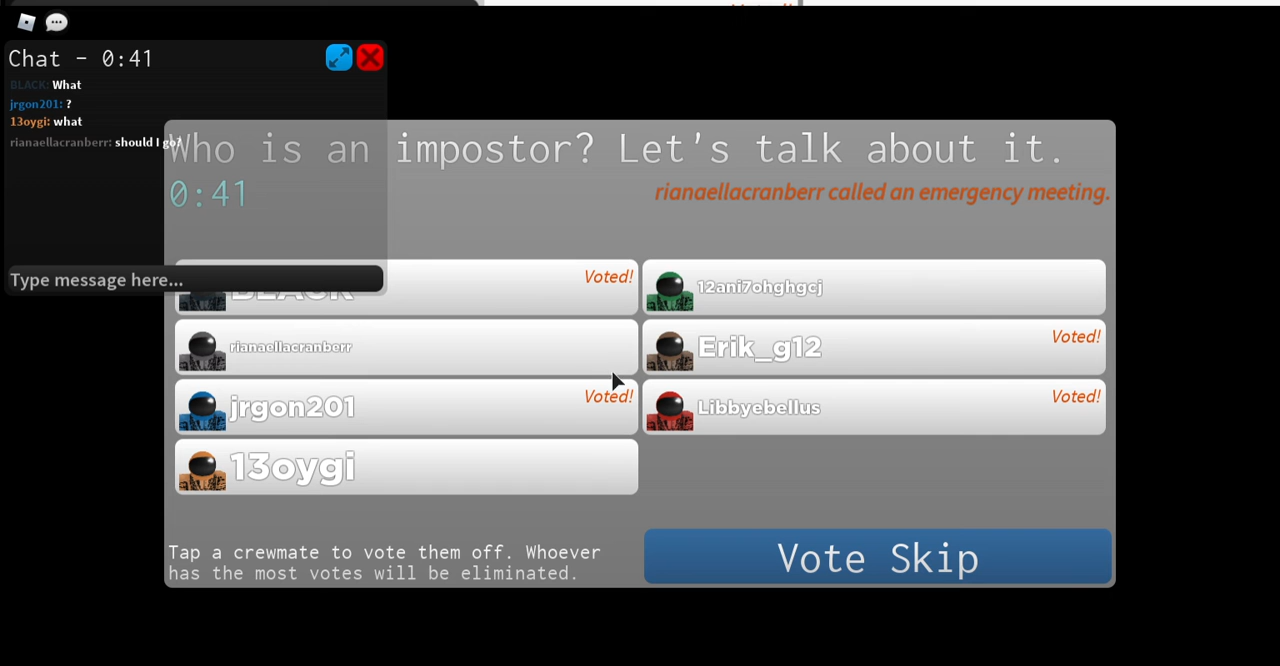 Chat - 0:41
BLACK: What
jrgon201: ?
13oygi: what
rianaellacranberr: should I go?
Type message here...
Who is an impostor? Let's talk about it.
0:41
rianaellacranberr called an emergency meeting.
BLACK Voted!
12ani7ohghgcj
rianaellacranberr
Erik_g12 Voted!
jrgon201 Voted!
Libbyebellus Voted!
13oygi
Tap a crewmate to vote them off. Whoever
has the most votes will be eliminated.
Vote Skip